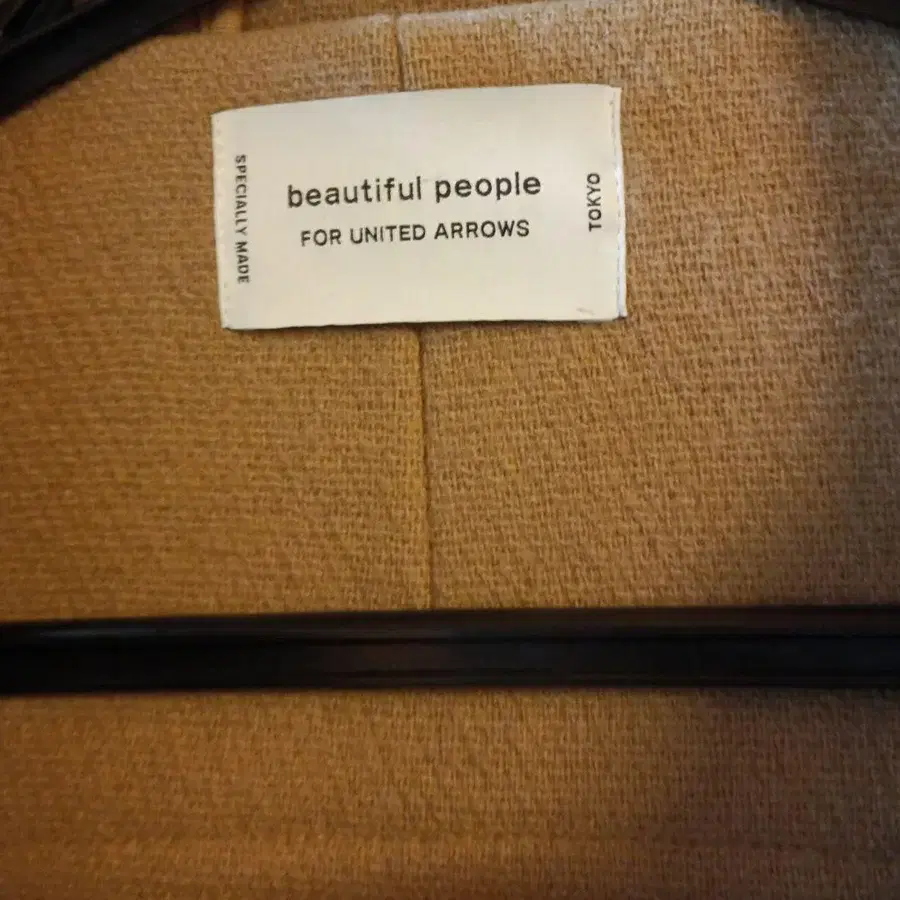 SPECIALLY MADE
beautiful people
FOR UNITED ARROWS
TOKYO